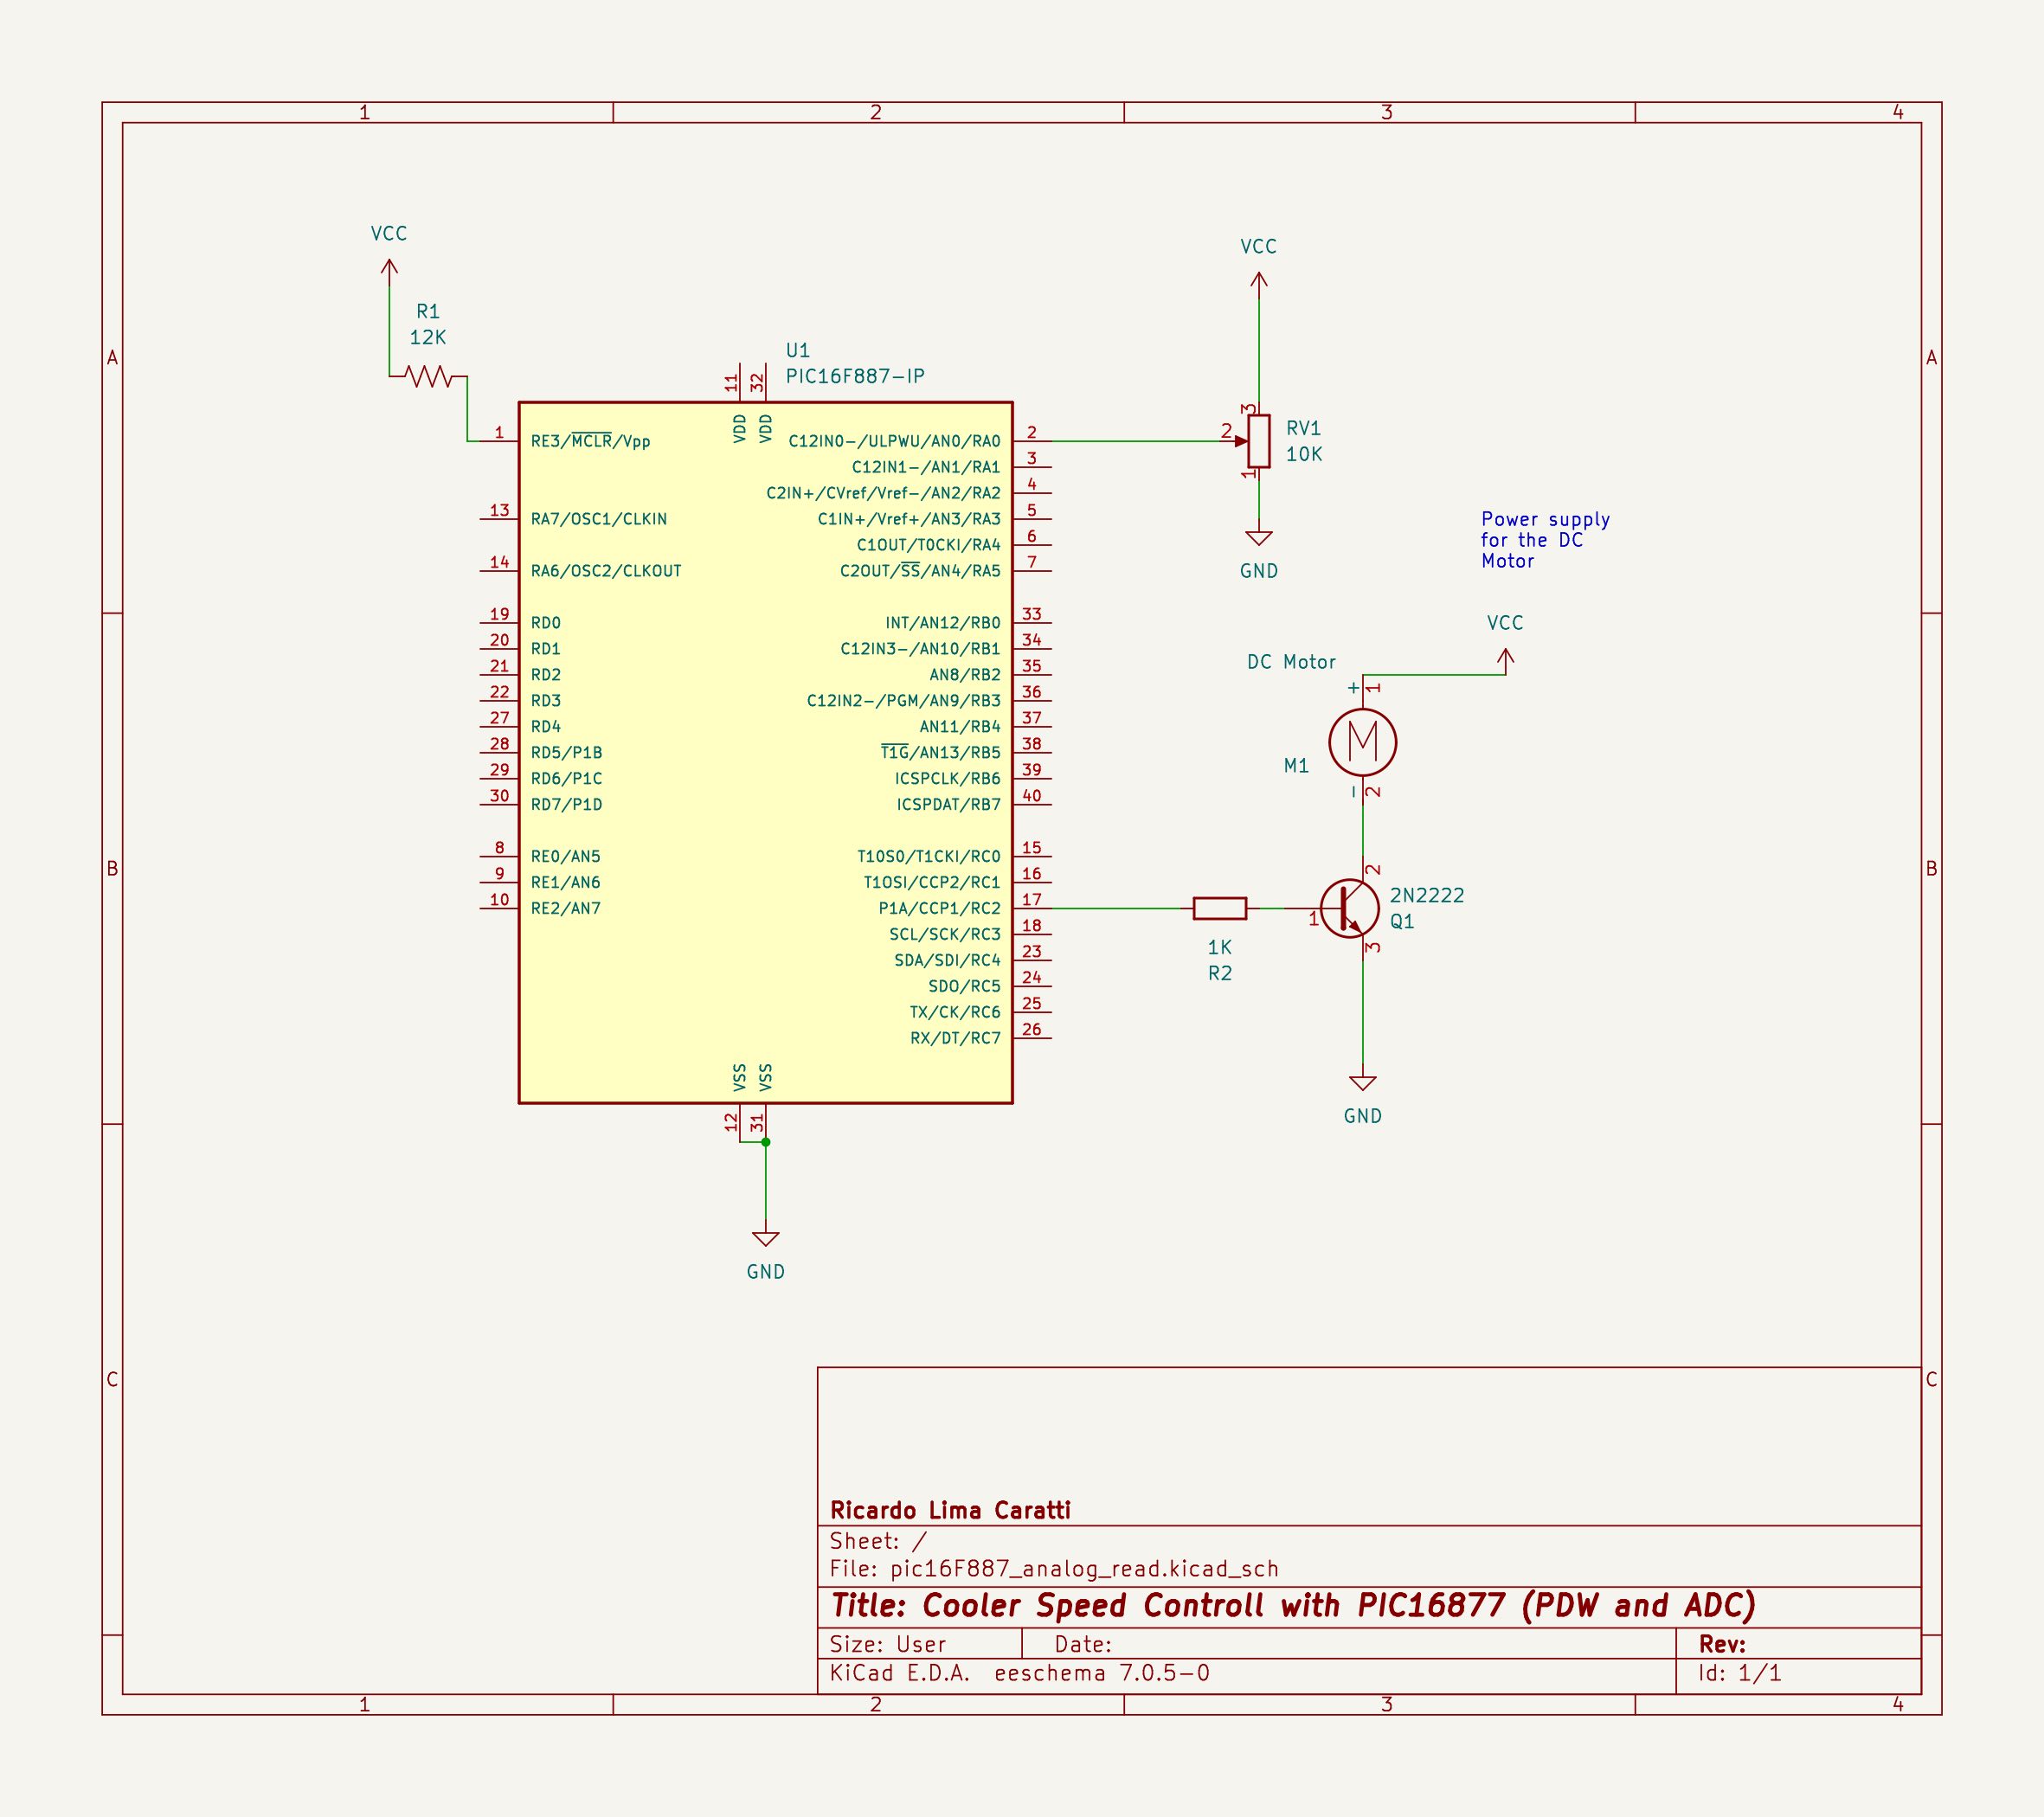 1 2 3 4
VCC
VCC
R1
12K
U1
PIC16F887-IP
A
A
11
32
VDD
VDD
1
RE3/MCLR/Vpp
13
RA7/OSC1/CLKIN
14
RA6/OSC2/CLKOUT
19
RD0
20
RD1
21
RD2
22
RD3
27
RD4
28
RD5/P1B
29
RD6/P1C
30
RD7/P1D
8
RE0/AN5
9
RE1/AN6
10
RE2/AN7
C12IN0-/ULPWU/AN0/RA0
2
C12IN1-/AN1/RA1
3
C2IN+/CVref/Vref-/AN2/RA2
4
C1IN+/Vref+/AN3/RA3
5
C1OUT/T0CKI/RA4
6
C2OUT/SS/AN4/RA5
7
INT/AN12/RB0
33
C12IN3-/AN10/RB1
34
AN8/RB2
35
C12IN2-/PGM/AN9/RB3
36
AN11/RB4
37
T1G/AN13/RB5
38
ICSPCLK/RB6
39
ICSPDAT/RB7
40
T1OSO/T1CKI/RC0
15
T1OSI/CCP2/RC1
16
P1A/CCP1/RC2
17
SCL/SCK/RC3
18
SDA/SDI/RC4
23
SDO/RC5
24
TX/CK/RC6
25
RX/DT/RC7
26
VSS
VSS
12
31
GND
3
2
1
RV1
10K
GND
Power supply
for the DC
Motor
VCC
DC Motor
+
1
M
M1
-
2
B
B
2
1
3
2N2222
Q1
1K
R2
GND
C
C
Ricardo Lima Caratti
Sheet: /
File: pic16F887_analog_read.kicad_sch
Title: Cooler Speed Controll with PIC16877 (PDW and ADC)
Size: User
Date:
Rev:
KiCad E.D.A. eeschema 7.0.5-0
Id: 1/1
1 2 3 4